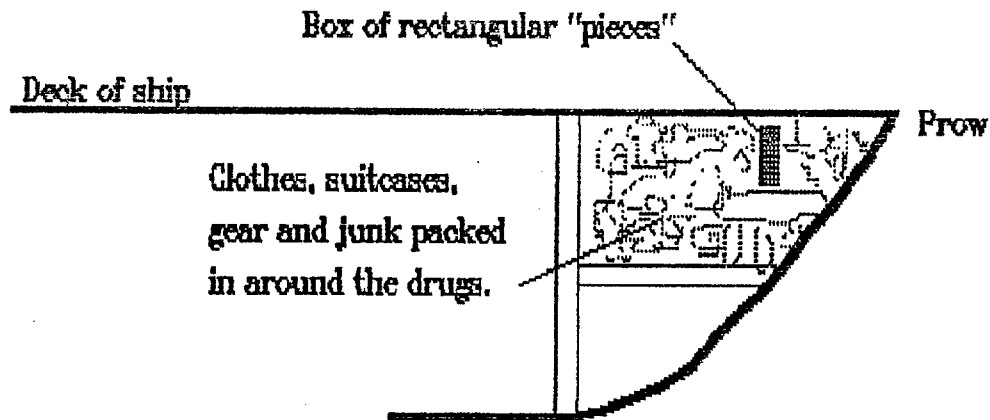 Box of rectangular "pieces"
Deck of ship
Prow
Clothes, suitcases,
gear and junk packed
in around the drugs.